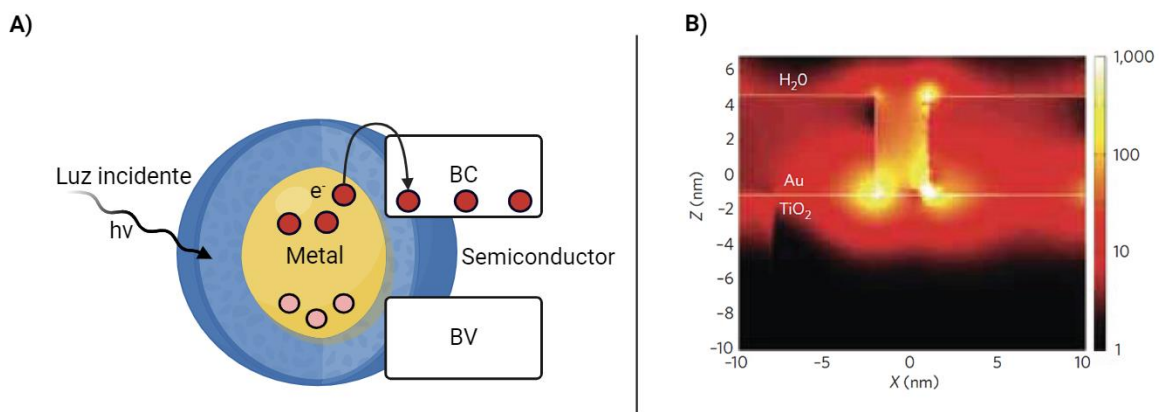 A)
Luz incidente
hv
e-
BC
Metal
Semiconductor
BV
B)
6
4
2
0
-2
-4
-6
-8
-10
Z (nm)
H₂O
Au
TiO₂
-10
-5
0
5
10
X (nm)
1,000
100
10
1